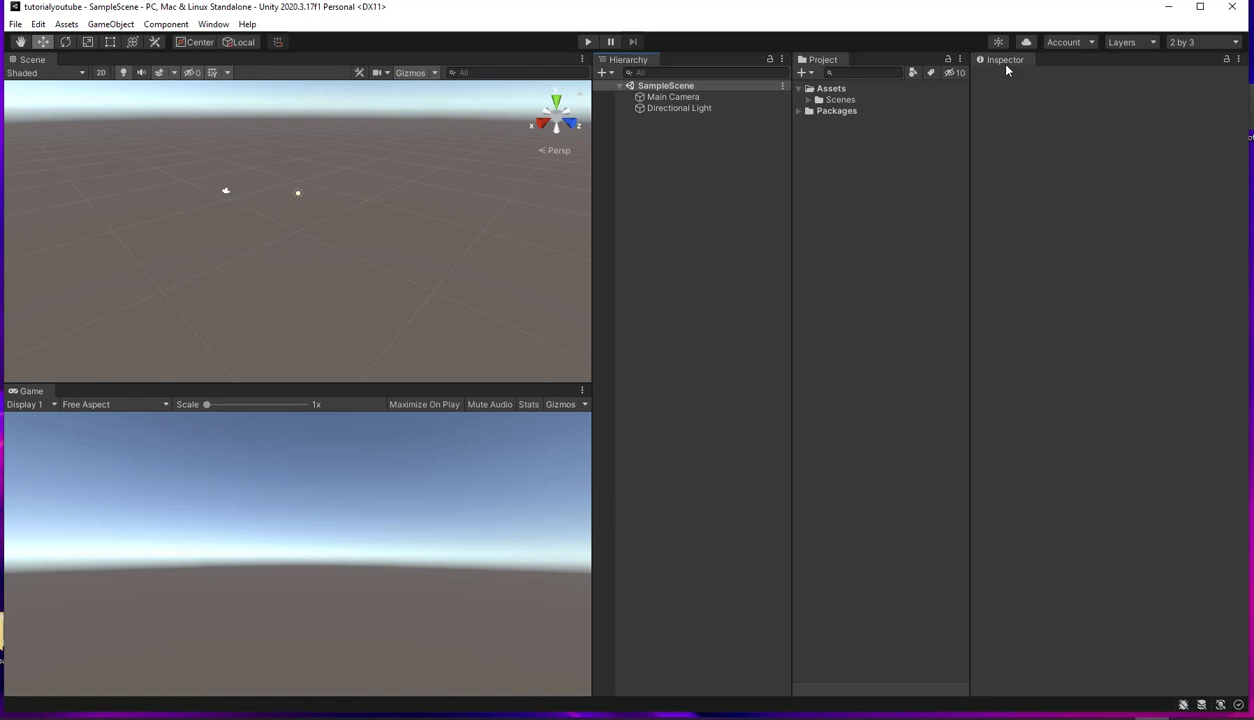 tutorialyoutube - SampleScene - PC, Mac & Linux Standalone - Unity 2020.3.17f1 Personal <DX11>
File Edit Assets GameObject Component Window Help
Center Local Account Layers 2 by 3
Scene
Shaded 2D 0 Gizmos All
x z
Persp
Hierarchy
All
SampleScene
Main Camera
Directional Light
Project
10
Assets
Scenes
Packages
Inspector
Game
Display 1 Free Aspect Scale 1x Maximize On Play Mute Audio Stats Gizmos